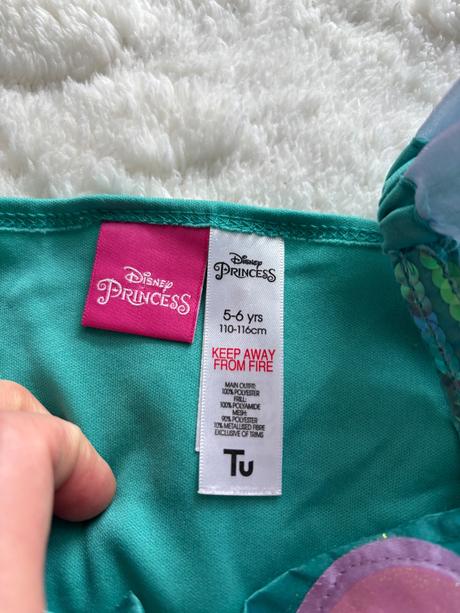 Disney
PRINCESS
Disney
PRINCESS
5-6 yrs
110-116cm
KEEP AWAY
FROM FIRE
MAIN OUTFIT:
100% POLYESTER
FRILL:
100% POLYAMIDE
MESH:
90% POLYESTER
10% METALLISED FIBRE
EXCLUSIVE OF TRIMS
Tu